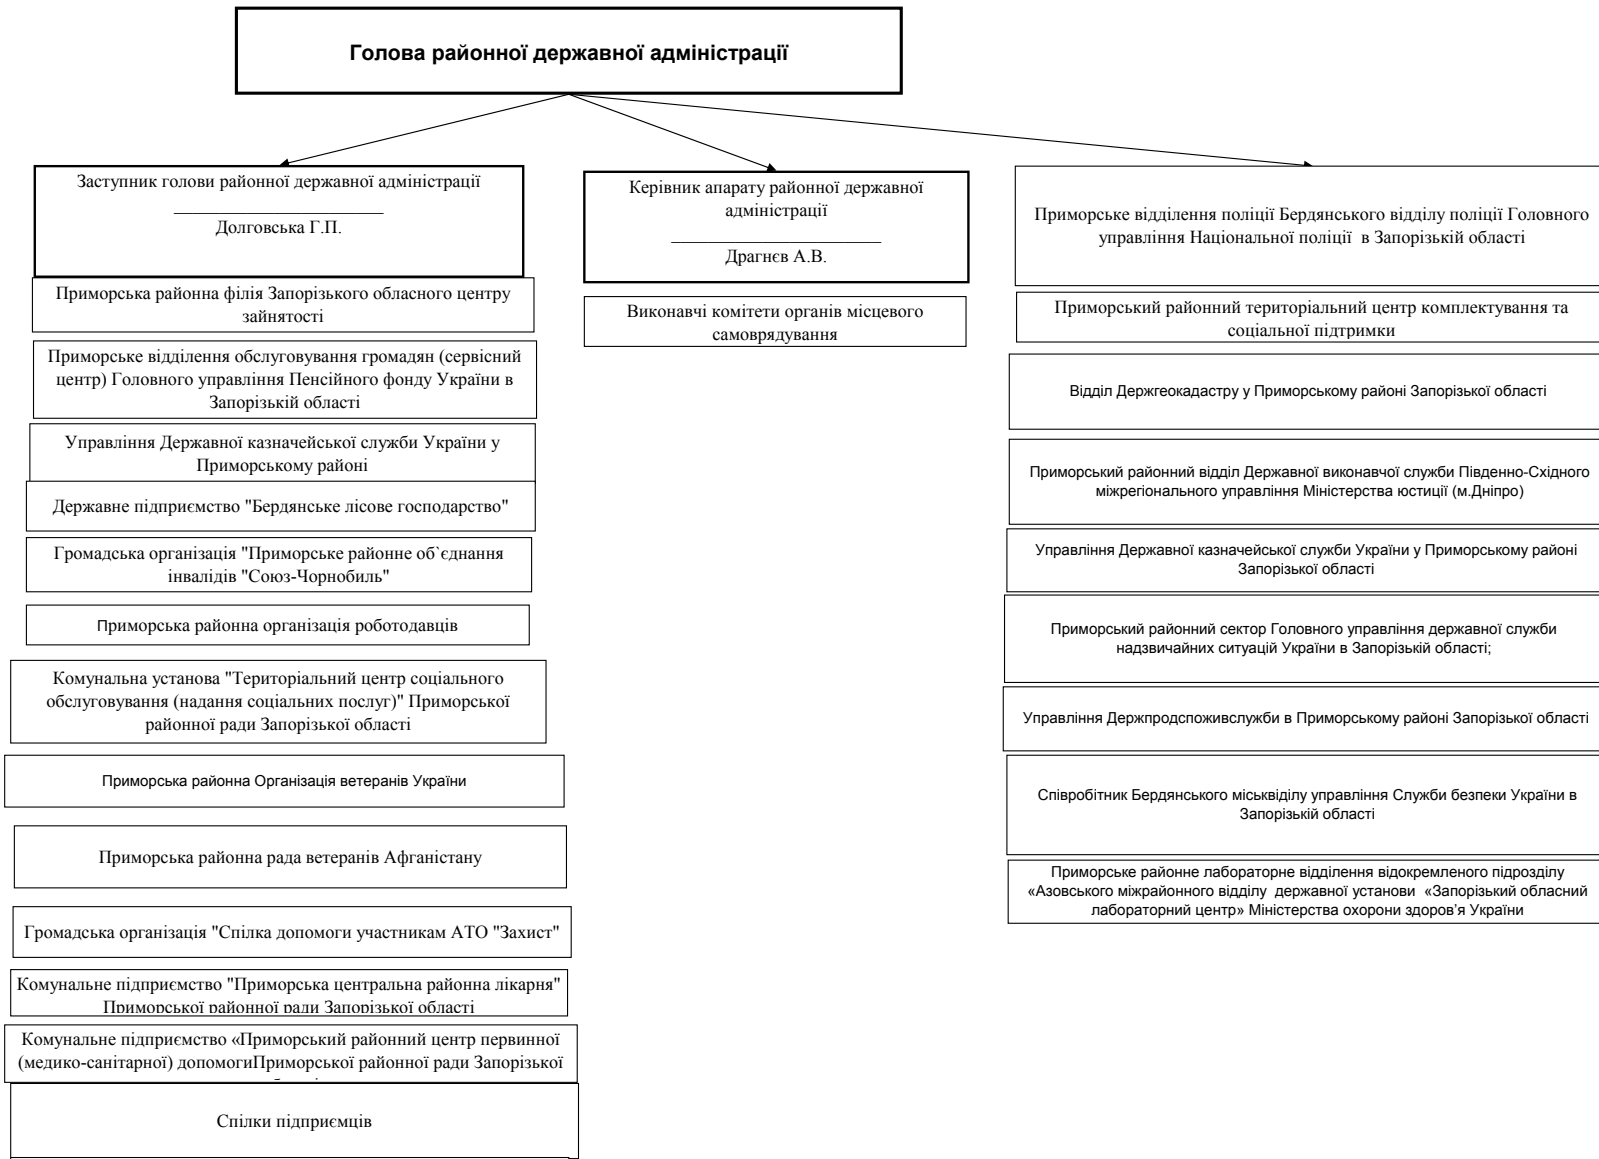 Голова районної державної адміністрації
Заступник голови районної державної адміністрації
Долговська Г.П.
Приморська районна філія Запорізького обласного центру
зайнятості
Приморське відділення обслуговування громадян (сервісний
центр) Головного управління Пенсійного фонду України в
Запорізькій області
Управління Державної казначейської служби України у
Приморському районі
Державне підприємство "Бердянське лісове господарство"
Громадська організація "Приморське районне об`єднання
інвалідів "Союз-Чорнобиль"
Приморська районна організація роботодавців
Комунальна установа "Територіальний центр соціального
обслуговування (надання соціальних послуг)" Приморської
районної ради Запорізької області
Приморська районна Організація ветеранів України
Приморська районна рада ветеранів Афганістану
Громадська організація "Спілка допомоги участникам АТО "Захист"
Комунальне підприємство "Приморська центральна районна лікарня"
Приморської районної ради Запорізької області
Комунальне підприємство «Приморський районний центр первинної
(медико-санітарної) допомогиПриморської районної ради Запорізької
Спілки підприємців
Керівник апарату районної державної
адміністрації
Драгнєв А.В.
Виконавчі комітети органів місцевого
самоврядування
Приморське відділення поліції Бердянського відділу поліції Головного
управління Національної поліції  в Запорізькій області
Приморський районний територіальний центр комплектування та
соціальної підтримки
Відділ Держгеокадастру у Приморському районі Запорізької області
Приморський районний відділ Державної виконавчої служби Південно-Східного
міжрегіонального управління Міністерства юстиції (м.Дніпро)
Управління Державної казначейської служби України у Приморському районі
Запорізької області
Приморський районний сектор Головного управління державної служби
надзвичайних ситуацій України в Запорізькій області;
Управління Держпродспоживслужби в Приморському районі Запорізької області
Співробітник Бердянського міськвіділу управління Служби безпеки України в
Запорізькій області
Приморське районне лабораторне відділення відокремленого підрозділу
«Азовського міжрайонного відділу  державної установи  «Запорізький обласний
лабораторний центр» Міністерства охорони здоров'я України